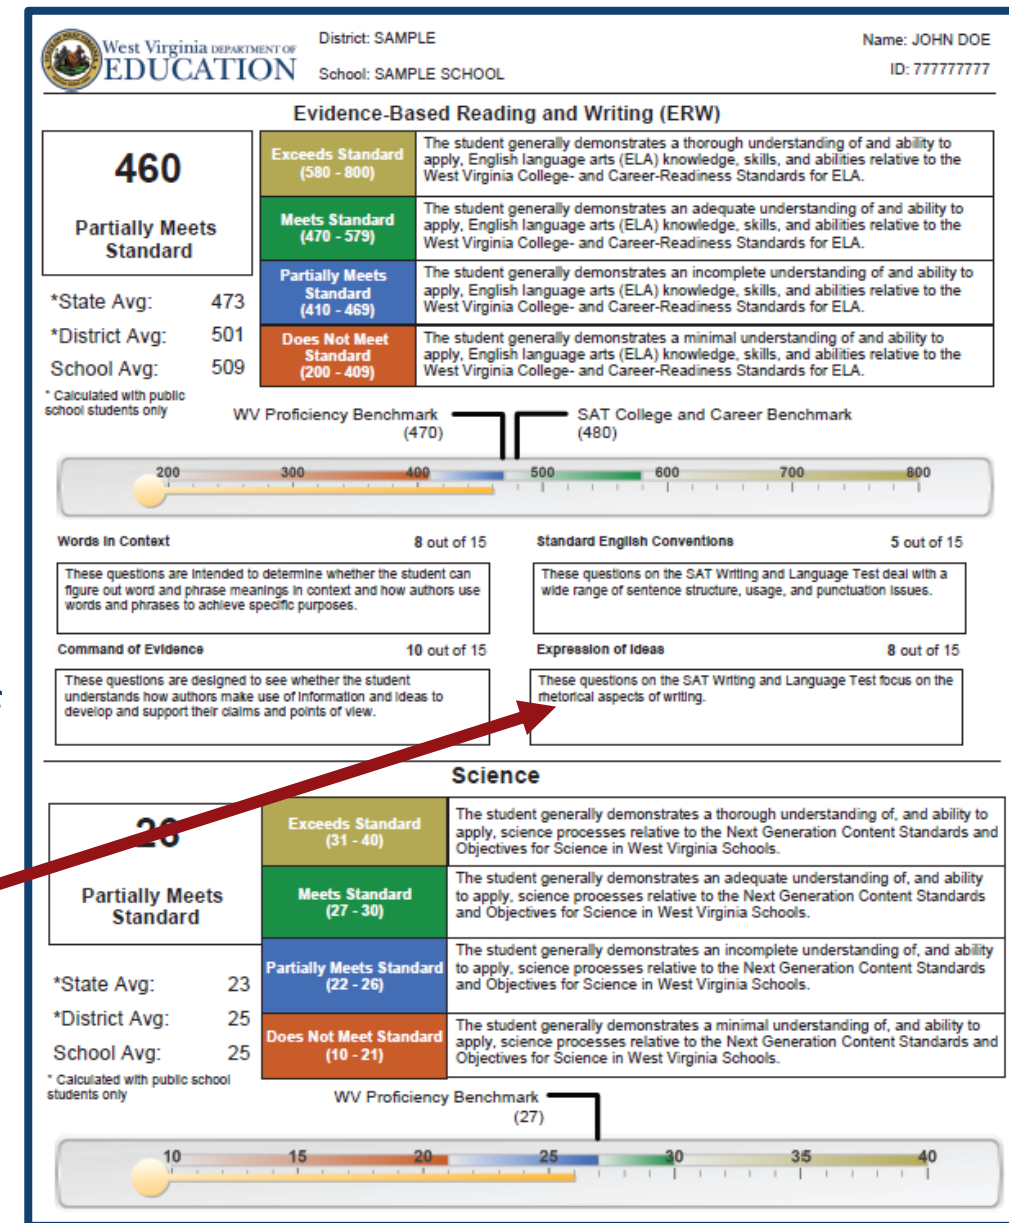 West Virginia DEPARTMENT OF
EDUCATION
District: SAMPLE
School: SAMPLE SCHOOL
Name: JOHN DOE
ID: 777777777
Evidence-Based Reading and Writing (ERW)
460
Partially Meets
Standard
*State Avg: 473
*District Avg: 501
School Avg: 509
* Calculated with public
school students only
Exceeds Standard
(580 - 800)
The student generally demonstrates a thorough understanding of and ability to
apply, English language arts (ELA) knowledge, skills, and abilities relative to the
West Virginia College- and Career-Readiness Standards for ELA.
Meets Standard
(470 - 579)
The student generally demonstrates an adequate understanding of and ability to
apply, English language arts (ELA) knowledge, skills, and abilities relative to the
West Virginia College- and Career-Readiness Standards for ELA.
Partially Meets
Standard
(410 - 469)
The student generally demonstrates an incomplete understanding of and ability to
apply, English language arts (ELA) knowledge, skills, and abilities relative to the
West Virginia College- and Career-Readiness Standards for ELA.
Does Not Meet
Standard
(200 - 409)
The student generally demonstrates a minimal understanding of and ability to
apply, English language arts (ELA) knowledge, skills, and abilities relative to the
West Virginia College- and Career-Readiness Standards for ELA.
WV Proficiency Benchmark
(470)
SAT College and Career Benchmark
(480)
200 300 400 500 600 700 800
Words in Context 8 out of 15
These questions are intended to determine whether the student can
figure out word and phrase meanings in context and how authors use
words and phrases to achieve specific purposes.
Standard English Conventions 5 out of 15
These questions on the SAT Writing and Language Test deal with a
wide range of sentence structure, usage, and punctuation issues.
Command of Evidence 10 out of 15
These questions are designed to see whether the student
understands how authors make use of information and ideas to
develop and support their claims and points of view.
Expression of Ideas 8 out of 15
These questions on the SAT Writing and Language Test focus on the
rhetorical aspects of writing.
Science
26
Partially Meets
Standard
*State Avg: 23
*District Avg: 25
School Avg: 25
* Calculated with public school
students only
Exceeds Standard
(31 - 40)
The student generally demonstrates a thorough understanding of, and ability to
apply, science processes relative to the Next Generation Content Standards and
Objectives for Science in West Virginia Schools.
Meets Standard
(27 - 30)
The student generally demonstrates an adequate understanding of, and ability
to apply, science processes relative to the Next Generation Content Standards
and Objectives for Science in West Virginia Schools.
Partially Meets Standard
(22 - 26)
The student generally demonstrates an incomplete understanding of, and ability
to apply, science processes relative to the Next Generation Content Standards
and Objectives for Science in West Virginia Schools.
Does Not Meet Standard
(10 - 21)
The student generally demonstrates a minimal understanding of, and ability to
apply, science processes relative to the Next Generation Content Standards and
Objectives for Science in West Virginia Schools.
WV Proficiency Benchmark
(27)
10 15 20 25 30 35 40